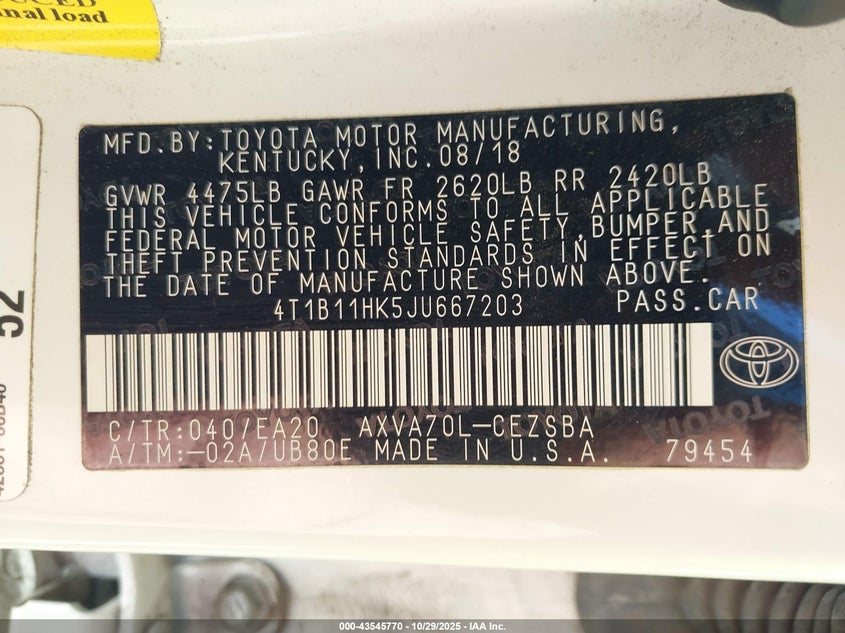 nal load
MFD.BY:TOYOTA MOTOR MANUFACTURING,
KENTUCKY,INC.08/18
GVWR 4475LB GAWR FR 2620LB RR 2420LB
THIS VEHICLE CONFORMS TO ALL APPLICABLE
FEDERAL MOTOR VEHICLE SAFETY,BUMPER,AND
THEFT PREVENTION STANDARDS IN EFFECT ON
THE DATE OF MANUFACTURE SHOWN ABOVE.
4T1B11HK5JU667203 PASS.CAR
C/TR:040/EA20 AXVA70L-CEZSBA
A/TM:-02A/UB80E MADE IN U.S.A. 79454
52
000-43545770 - 10/29/2025 - IAA Inc.